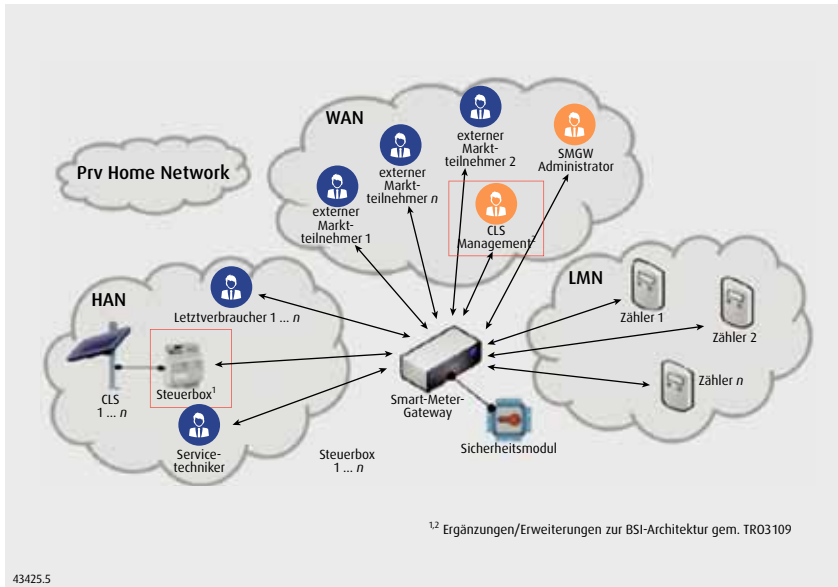 WAN
externer
Markt-
teilnehmer 2
SMGW
Administrator
externer
Markt-
teilnehmer n
Prv Home Network
externer
Markt-
teilnehmer 1
CLS
Management²
HAN
Letztverbraucher 1 ... n
LMN
Zähler 1
Zähler 2
Zähler n
CLS
1 ... n
Steuerbox¹
Smart-Meter-
Gateway
Service-
techniker
Steuerbox
1 ... n
Sicherheitsmodul
¹,² Ergänzungen/Erweiterungen zur BSI-Architektur gem. TR03109
43425.5